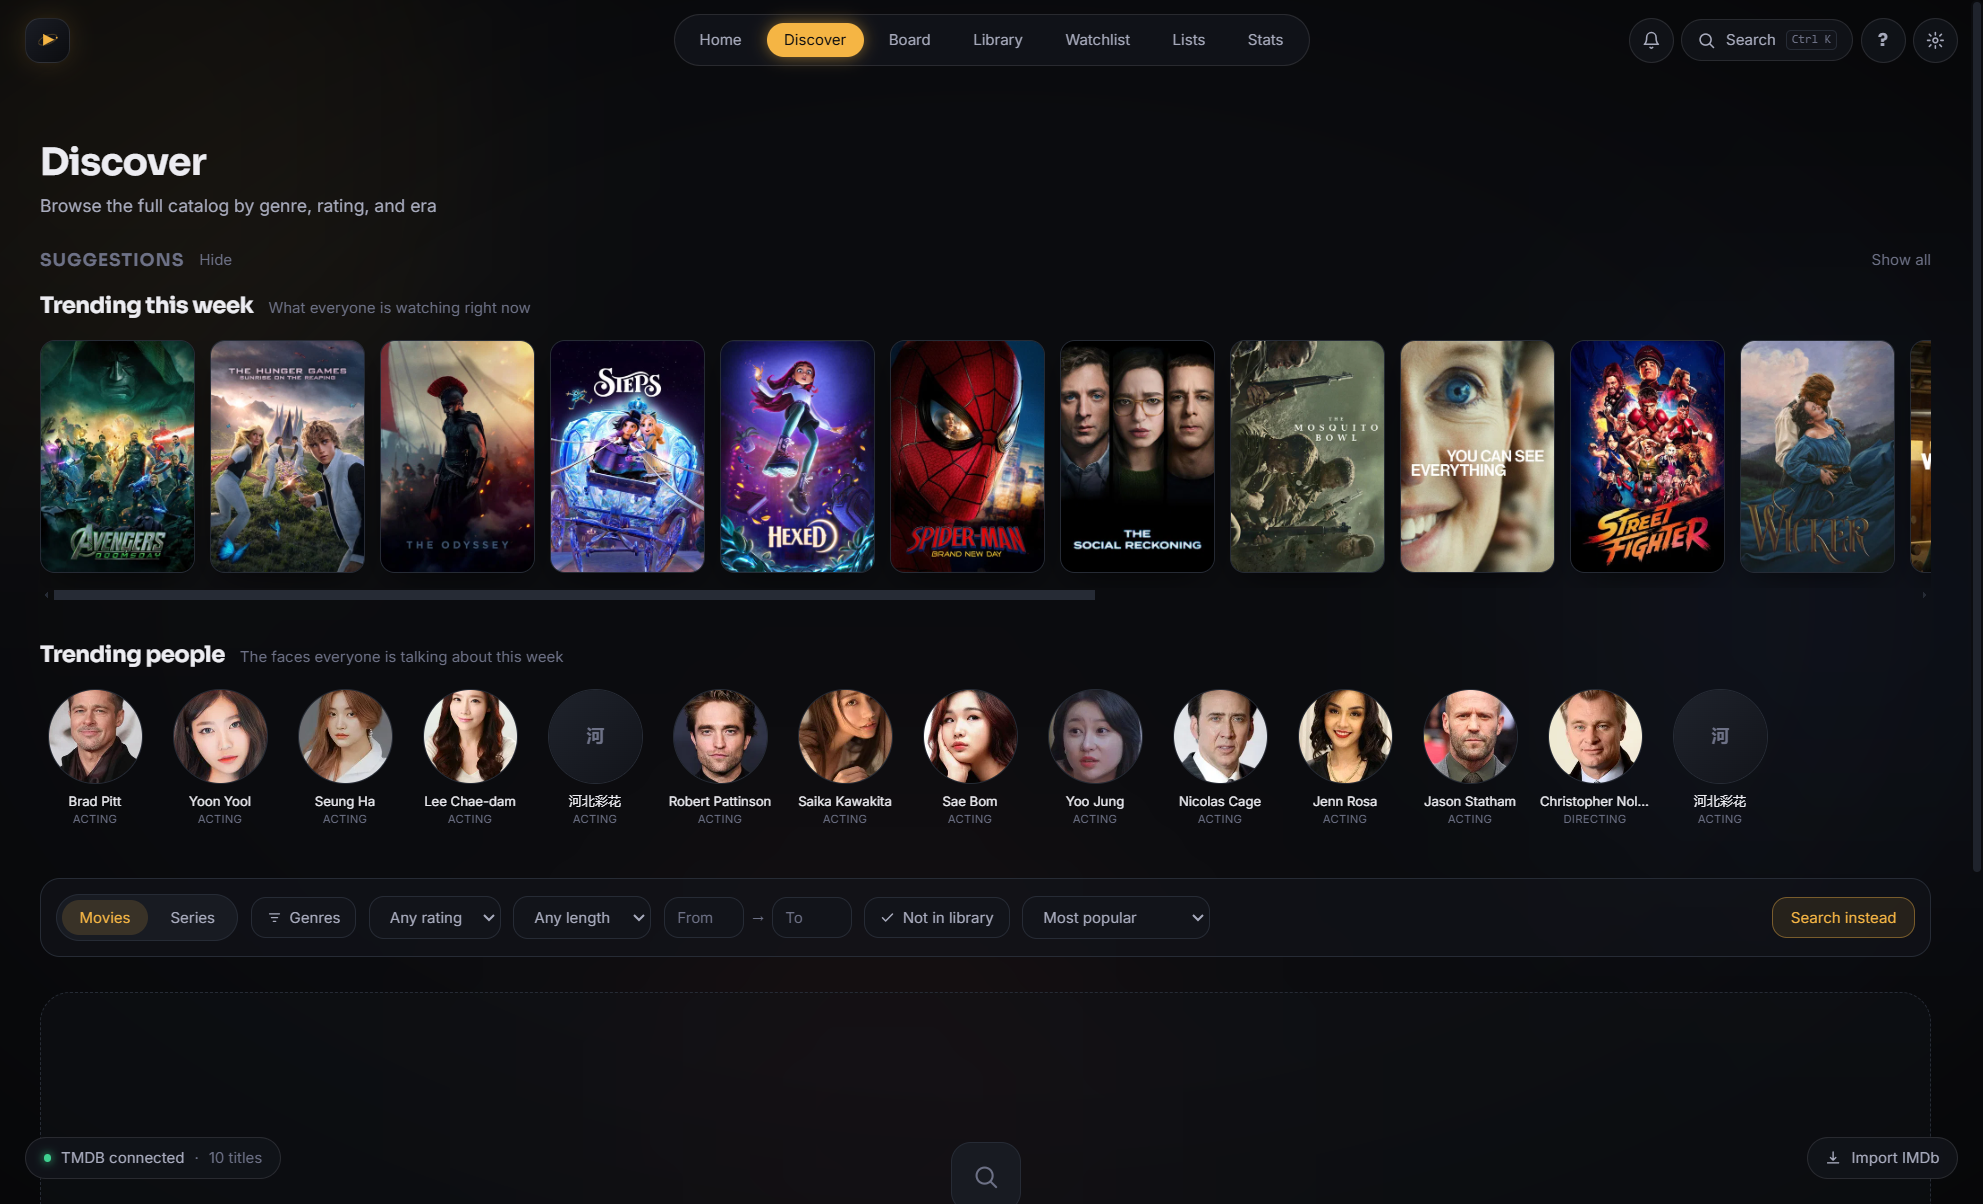 Home Discover Board Library Watchlist Lists Stats
Search Ctrl K ?
Discover
Browse the full catalog by genre, rating, and era
SUGGESTIONS Hide Show all
Trending this week What everyone is watching right now
AVENGERS
DOOMSDAY
THE HUNGER GAMES
SUNRISE ON THE REAPING
THE ODYSSEY
STEPS
HEXED
SPIDER-MAN
BRAND NEW DAY
THE
SOCIAL RECKONING
THE
MOSQUITO
BOWL
YOU CAN SEE
EVERYTHING
STREET
FIGHTER
WICKER
Trending people The faces everyone is talking about this week
河 河
Brad Pitt Yoon Yool Seung Ha Lee Chae-dam 河北彩花 Robert Pattinson Saika Kawakita Sae Bom Yoo Jung Nicolas Cage Jenn Rosa Jason Statham Christopher Nol... 河北彩花
ACTING ACTING ACTING ACTING ACTING ACTING ACTING ACTING ACTING ACTING ACTING ACTING DIRECTING ACTING
Movies Series Genres Any rating Any length From → To Not in library Most popular Search instead
TMDB connected · 10 titles Import IMDb